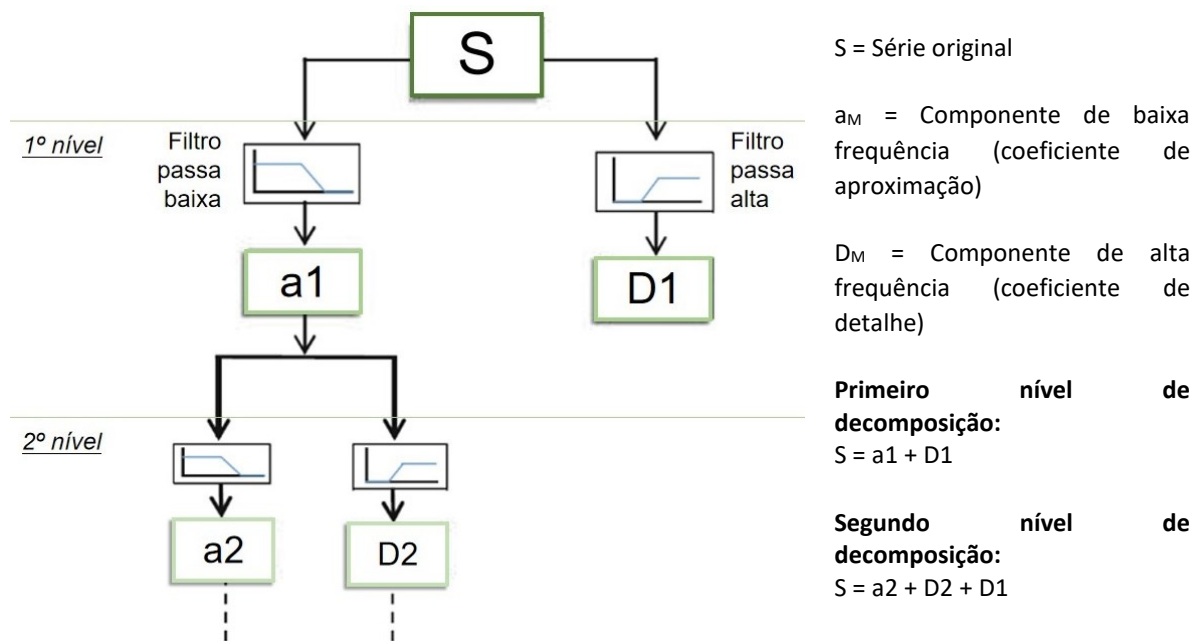 S
1º nível
Filtro
passa
baixa
Filtro
passa
alta
a1
D1
2º nível
a2
D2
S = Série original
aM = Componente de baixa
frequência (coeficiente de
aproximação)
DM = Componente de alta
frequência (coeficiente de
detalhe)
Primeiro nível de
decomposição:
S = a1 + D1
Segundo nível de
decomposição:
S = a2 + D2 + D1